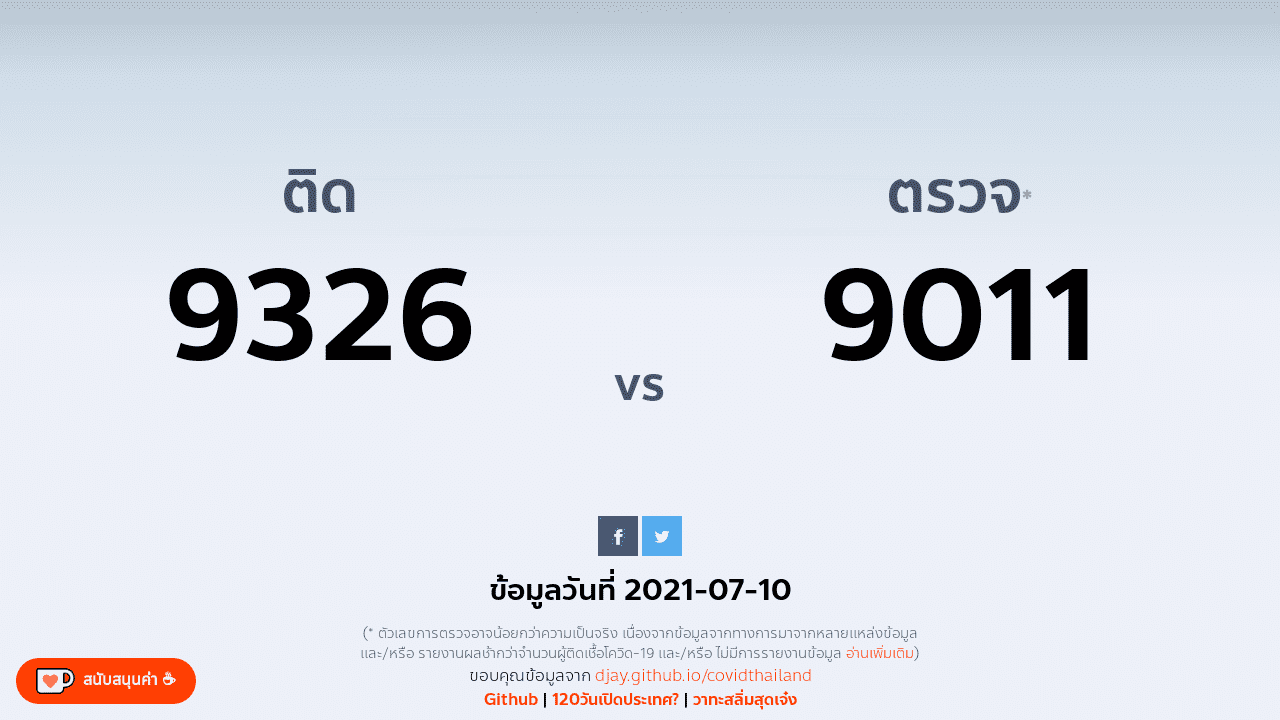 ติด
ตรวจ*
9326
9011
vs
ข้อมูลวันที่ 2021-07-10
(* ตัวเลขการตรวจอาจน้อยกว่าความเป็นจริง เนื่องจากข้อมูลจากทางการมาจากหลายแหล่งข้อมูล
และ/หรือ รายงานผลช้ากว่าจำนวนผู้ติดเชื้อโควิด-19 และ/หรือ ไม่มีการรายงานข้อมูล อ่านเพิ่มเติม)
ขอบคุณข้อมูลจาก djay.github.io/covidthailand
Github | 120วันเปิดประเทศ? | วาทะสลิ่มสุดเจ๋ง
สนับสนุนค่า ☕